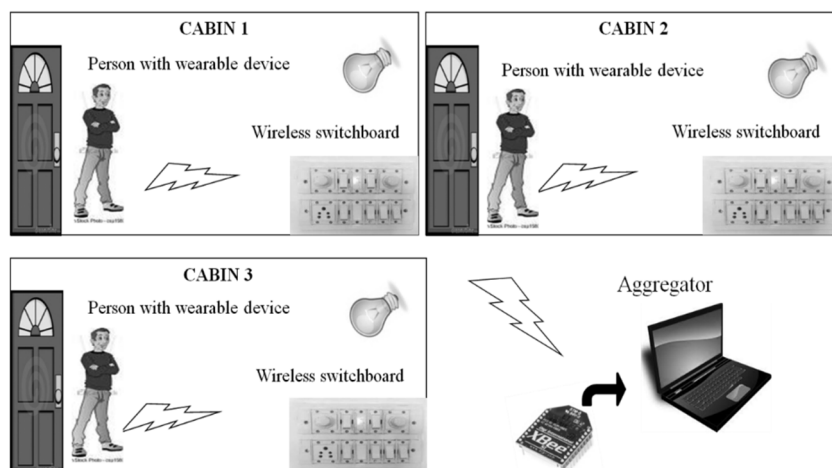 CABIN 1
Person with wearable device
Wireless switchboard
CABIN 2
Person with wearable device
Wireless switchboard
CABIN 3
Person with wearable device
Wireless switchboard
Aggregator
XBee